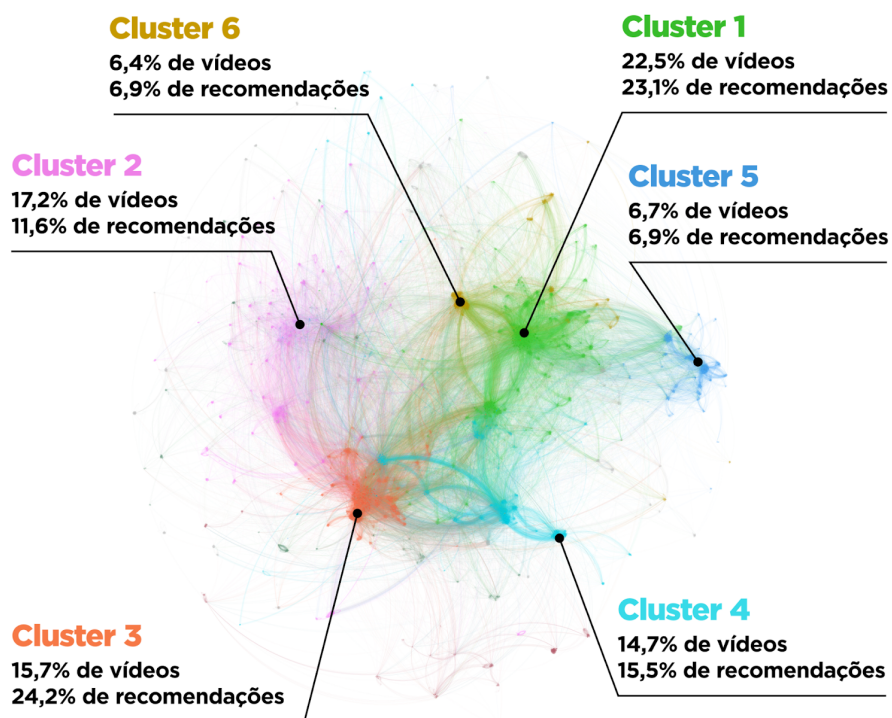 Cluster 6
6,4% de vídeos
6,9% de recomendações
Cluster 1
22,5% de vídeos
23,1% de recomendações
Cluster 2
17,2% de vídeos
11,6% de recomendações
Cluster 5
6,7% de vídeos
6,9% de recomendações
Cluster 3
15,7% de vídeos
24,2% de recomendações
Cluster 4
14,7% de vídeos
15,5% de recomendações